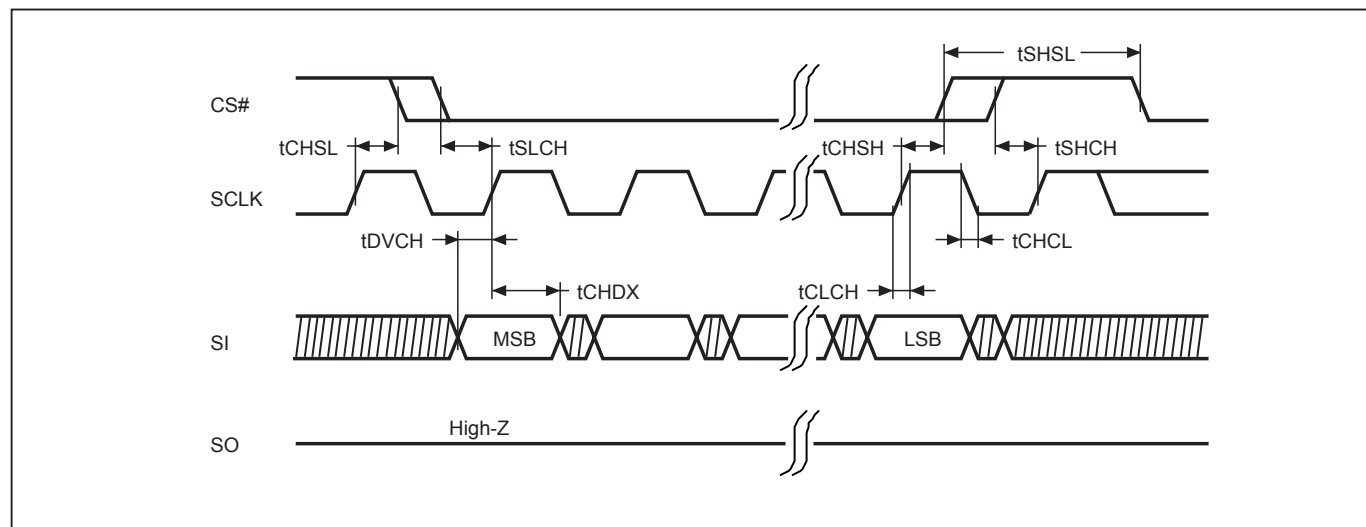 tSHSL
CS#
tCHSL
tSLCH
tCHSH
tSHCH
SCLK
tDVCH
tCHCL
tCHDX
tCLCH
SI
MSB
LSB
High-Z
SO